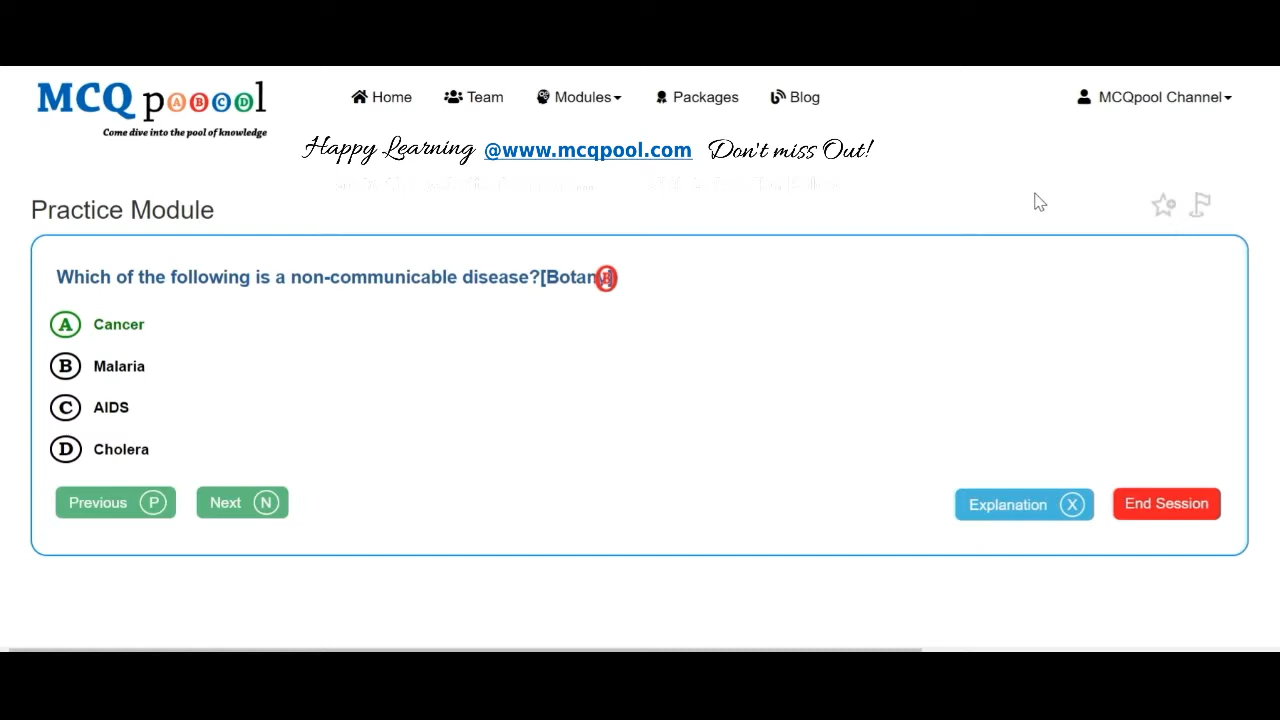 MCQ pooool
Come dive into the pool of knowledge
Home Team Modules Packages Blog MCQpool Channel
Happy Learning @www.mcqpool.com Don't miss Out!
Practice Module
Which of the following is a non-communicable disease?[Botany]
A Cancer
B Malaria
C AIDS
D Cholera
Previous P Next N Explanation X End Session